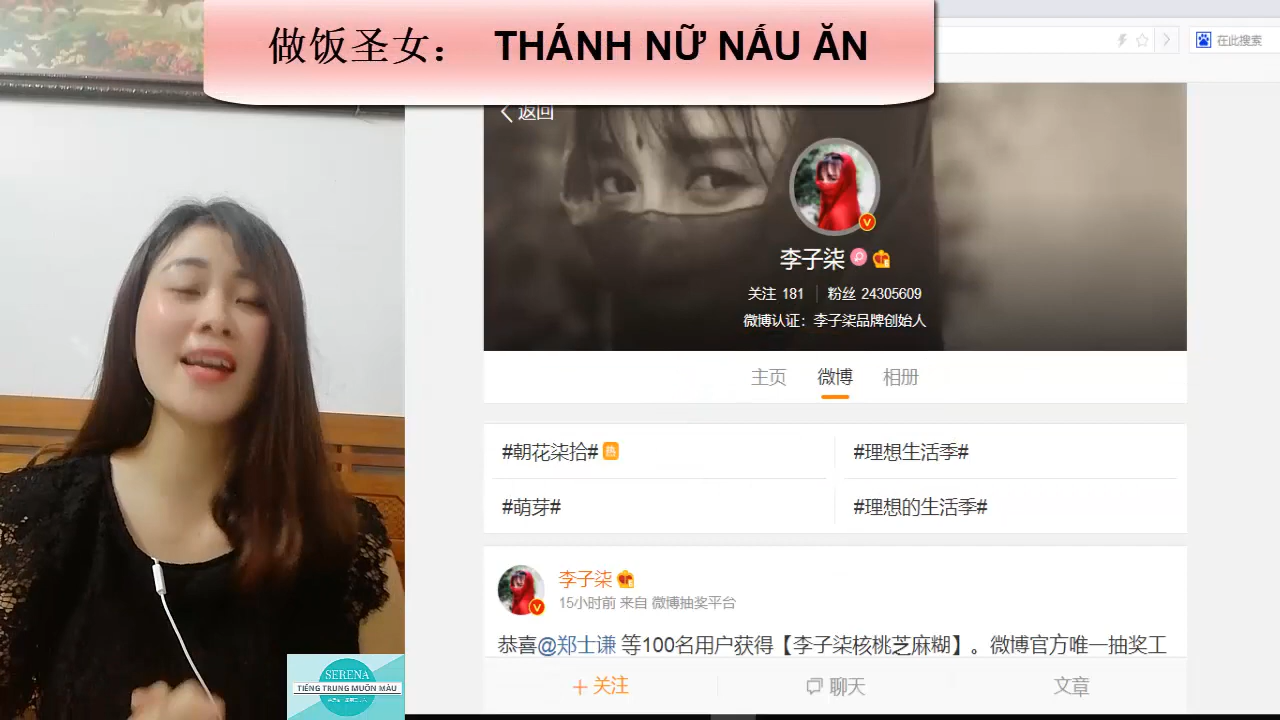 做饭圣女： THÁNH NỮ NẤU ĂN
在此搜索
返回
李子柒
关注 181 粉丝 24305609
微博认证：李子柒品牌创始人
主页 微博 相册
#朝花柒拾# 热 #理想生活季#
#萌芽# #理想的生活季#
李子柒
15小时前 来自 微博抽奖平台
恭喜@郑士谦 等100名用户获得【李子柒核桃芝麻糊】。微博官方唯一抽奖工
+ 关注 聊天 文章
SERENA
TIẾNG TRUNG MUÔN MÀU